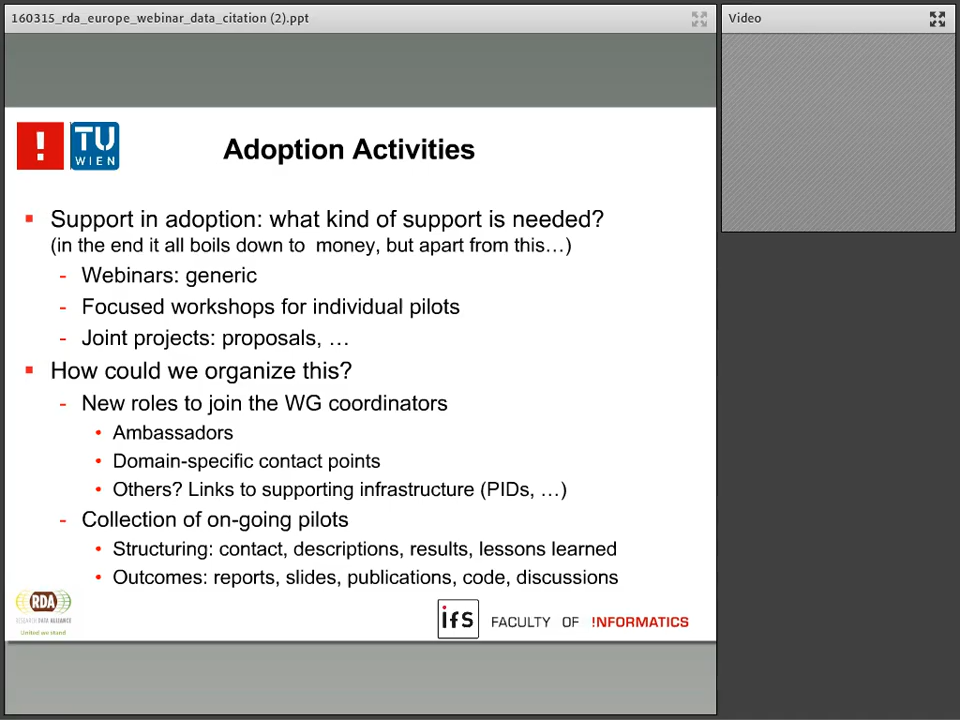 160315_rda_europe_webinar_data_citation (2).ppt
Video
!
TU
WIEN
Adoption Activities
▪ Support in adoption: what kind of support is needed?
(in the end it all boils down to  money, but apart from this…)
- Webinars: generic
- Focused workshops for individual pilots
- Joint projects: proposals, …
▪ How could we organize this?
- New roles to join the WG coordinators
• Ambassadors
• Domain-specific contact points
• Others? Links to supporting infrastructure (PIDs, …)
- Collection of on-going pilots
• Structuring: contact, descriptions, results, lessons learned
• Outcomes: reports, slides, publications, code, discussions
RDA
RESEARCH DATA ALLIANCE
ifs
FACULTY OF !NFORMATICS